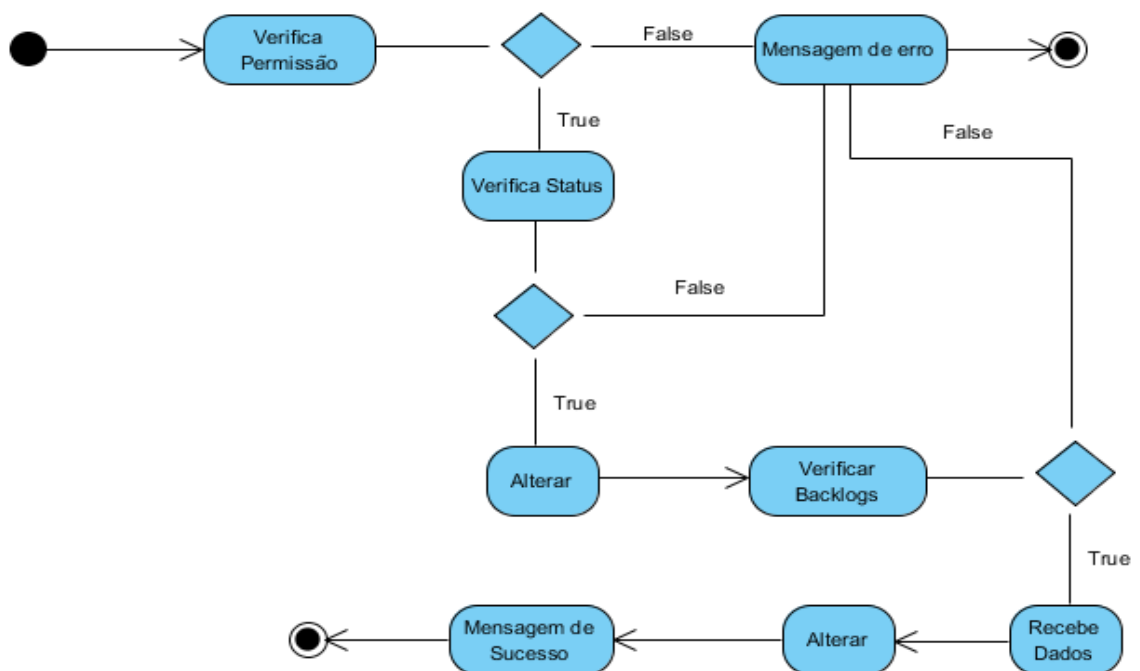 Verifica
Permissão
False
Mensagem de erro
True
False
Verifica Status
False
True
Alterar
Verificar
Backlogs
True
Mensagem de
Sucesso
Alterar
Recebe
Dados